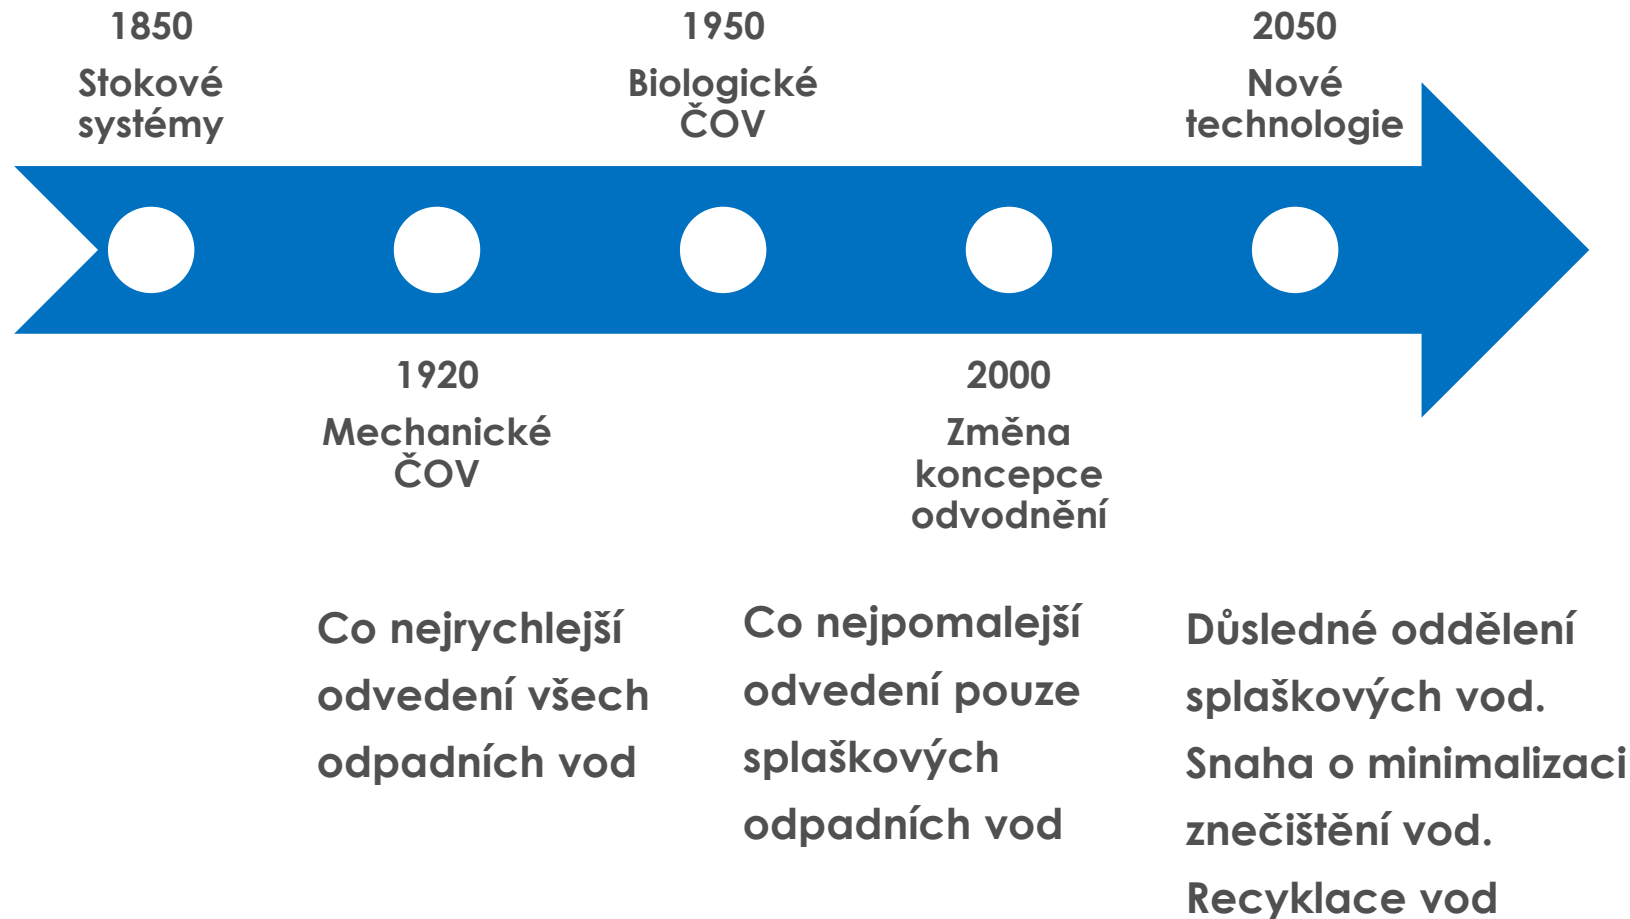 1850
Stokové
systémy
1950
Biologické
ČOV
2050
Nové
technologie
1920
Mechanické
ČOV
2000
Změna
koncepce
odvodnění
Co nejrychlejší
odvedení všech
odpadních vod
Co nejpomalejší
odvedení pouze
splaškových
odpadních vod
Důsledné oddělení
splaškových vod.
Snaha o minimalizaci
znečištění vod.
Recyklace vod